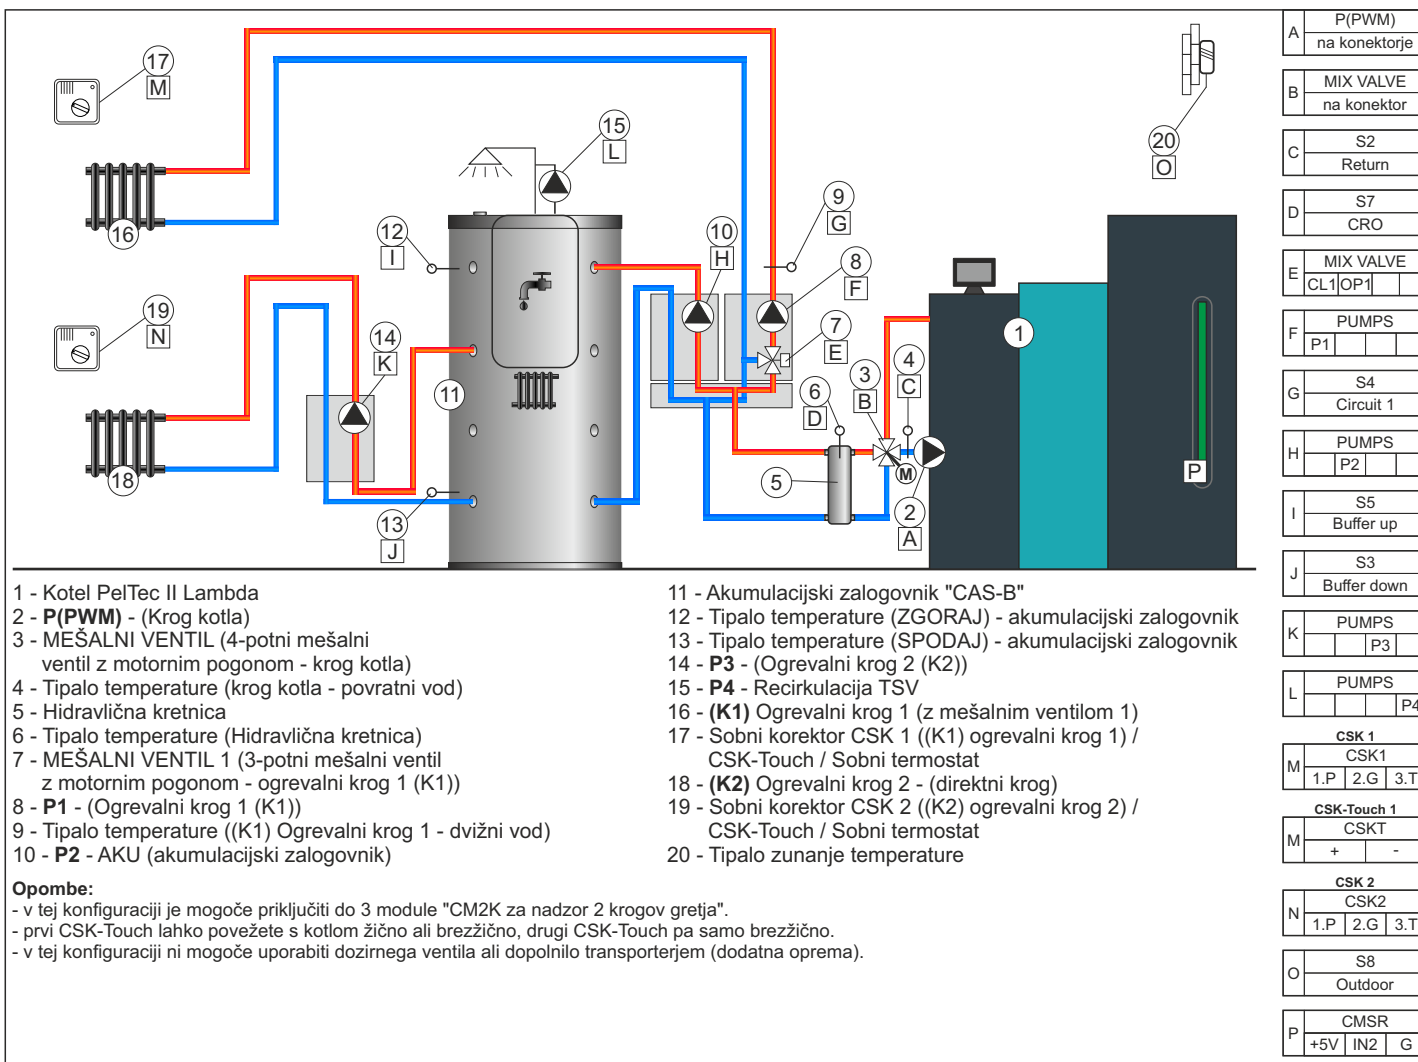 17
M
16
19
N
18
14
K
12
I
11
13
J
15
L
10
H
9
G
8
F
7
E
6
D
5
3
B
4
C
M
2
A
1
20
O
P
1 - Kotel PelTec II Lambda
2 - P(PWM) - (Krog kotla)
3 - MEŠALNI VENTIL (4-potni mešalni
ventil z motornim pogonom - krog kotla)
4 - Tipalo temperature (krog kotla - povratni vod)
5 - Hidravlična kretnica
6 - Tipalo temperature (Hidravlična kretnica)
7 - MEŠALNI VENTIL 1 (3-potni mešalni ventil
z motornim pogonom - ogrevalni krog 1 (K1))
8 - P1 - (Ogrevalni krog 1 (K1))
9 - Tipalo temperature ((K1) Ogrevalni krog 1 - dvižni vod)
10 - P2 - AKU (akumulacijski zalogovnik)
11 - Akumulacijski zalogovnik "CAS-B"
12 - Tipalo temperature (ZGORAJ) - akumulacijski zalogovnik
13 - Tipalo temperature (SPODAJ) - akumulacijski zalogovnik
14 - P3 - (Ogrevalni krog 2 (K2))
15 - P4 - Recirkulacija TSV
16 - (K1) Ogrevalni krog 1 (z mešalnim ventilom 1)
17 - Sobni korektor CSK 1 ((K1) ogrevalni krog 1) /
CSK-Touch / Sobni termostat
18 - (K2) Ogrevalni krog 2 - (direktni krog)
19 - Sobni korektor CSK 2 ((K2) ogrevalni krog 2) /
CSK-Touch / Sobni termostat
20 - Tipalo zunanje temperature
Opombe:
- v tej konfiguraciji je mogoče priključiti do 3 module "CM2K za nadzor 2 krogov gretja".
- prvi CSK-Touch lahko povežete s kotlom žično ali brezžično, drugi CSK-Touch pa samo brezžično.
- v tej konfiguraciji ni mogoče uporabiti dozirnega ventila ali dopolnilo transporterjem (dodatna oprema).
A P(PWM)
na konektorje
B MIX VALVE
na konektor
C S2
Return
D S7
CRO
E MIX VALVE
CL1 OP1
F PUMPS
P1
G S4
Circuit 1
H PUMPS
P2
I S5
Buffer up
J S3
Buffer down
K PUMPS
P3
L PUMPS
P4
CSK 1
M CSK1
1.P 2.G 3.T
CSK-Touch 1
M CSKT
+ -
CSK 2
N CSK2
1.P 2.G 3.T
O S8
Outdoor
P CMSR
+5V IN2 G